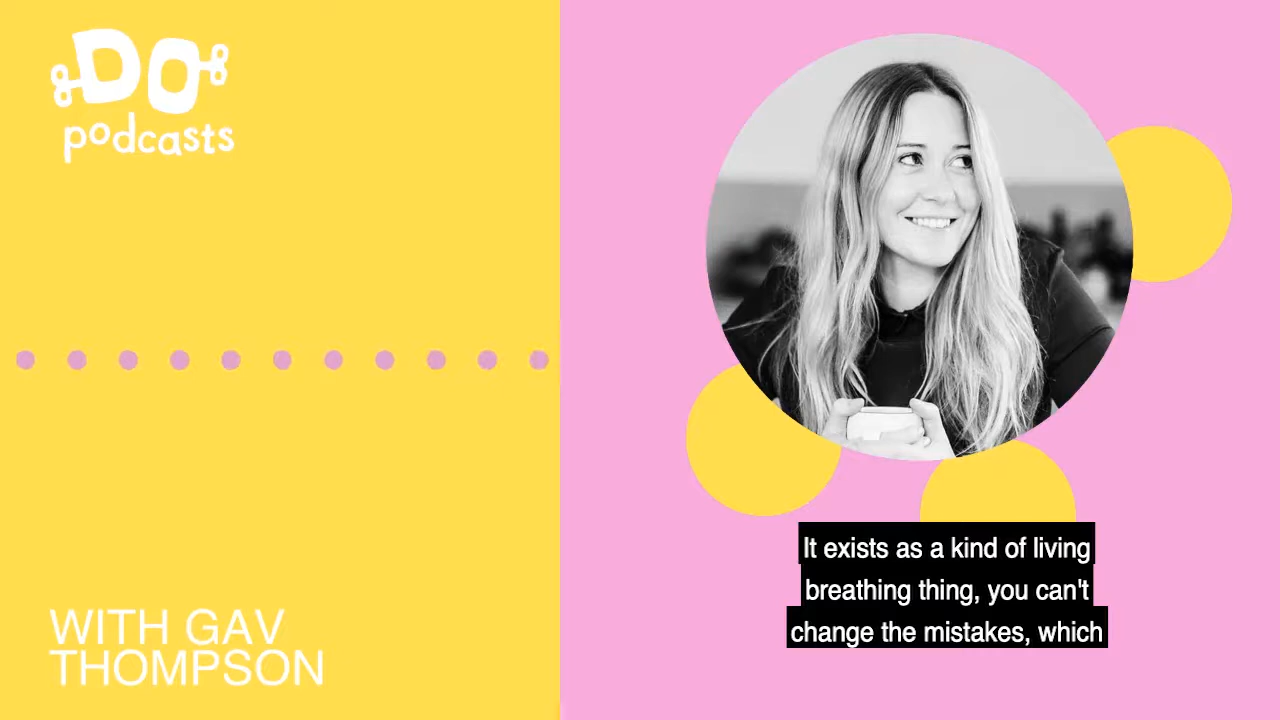 DO
podcasts
WITH GAV
THOMPSON
It exists as a kind of living
breathing thing, you can't
change the mistakes, which